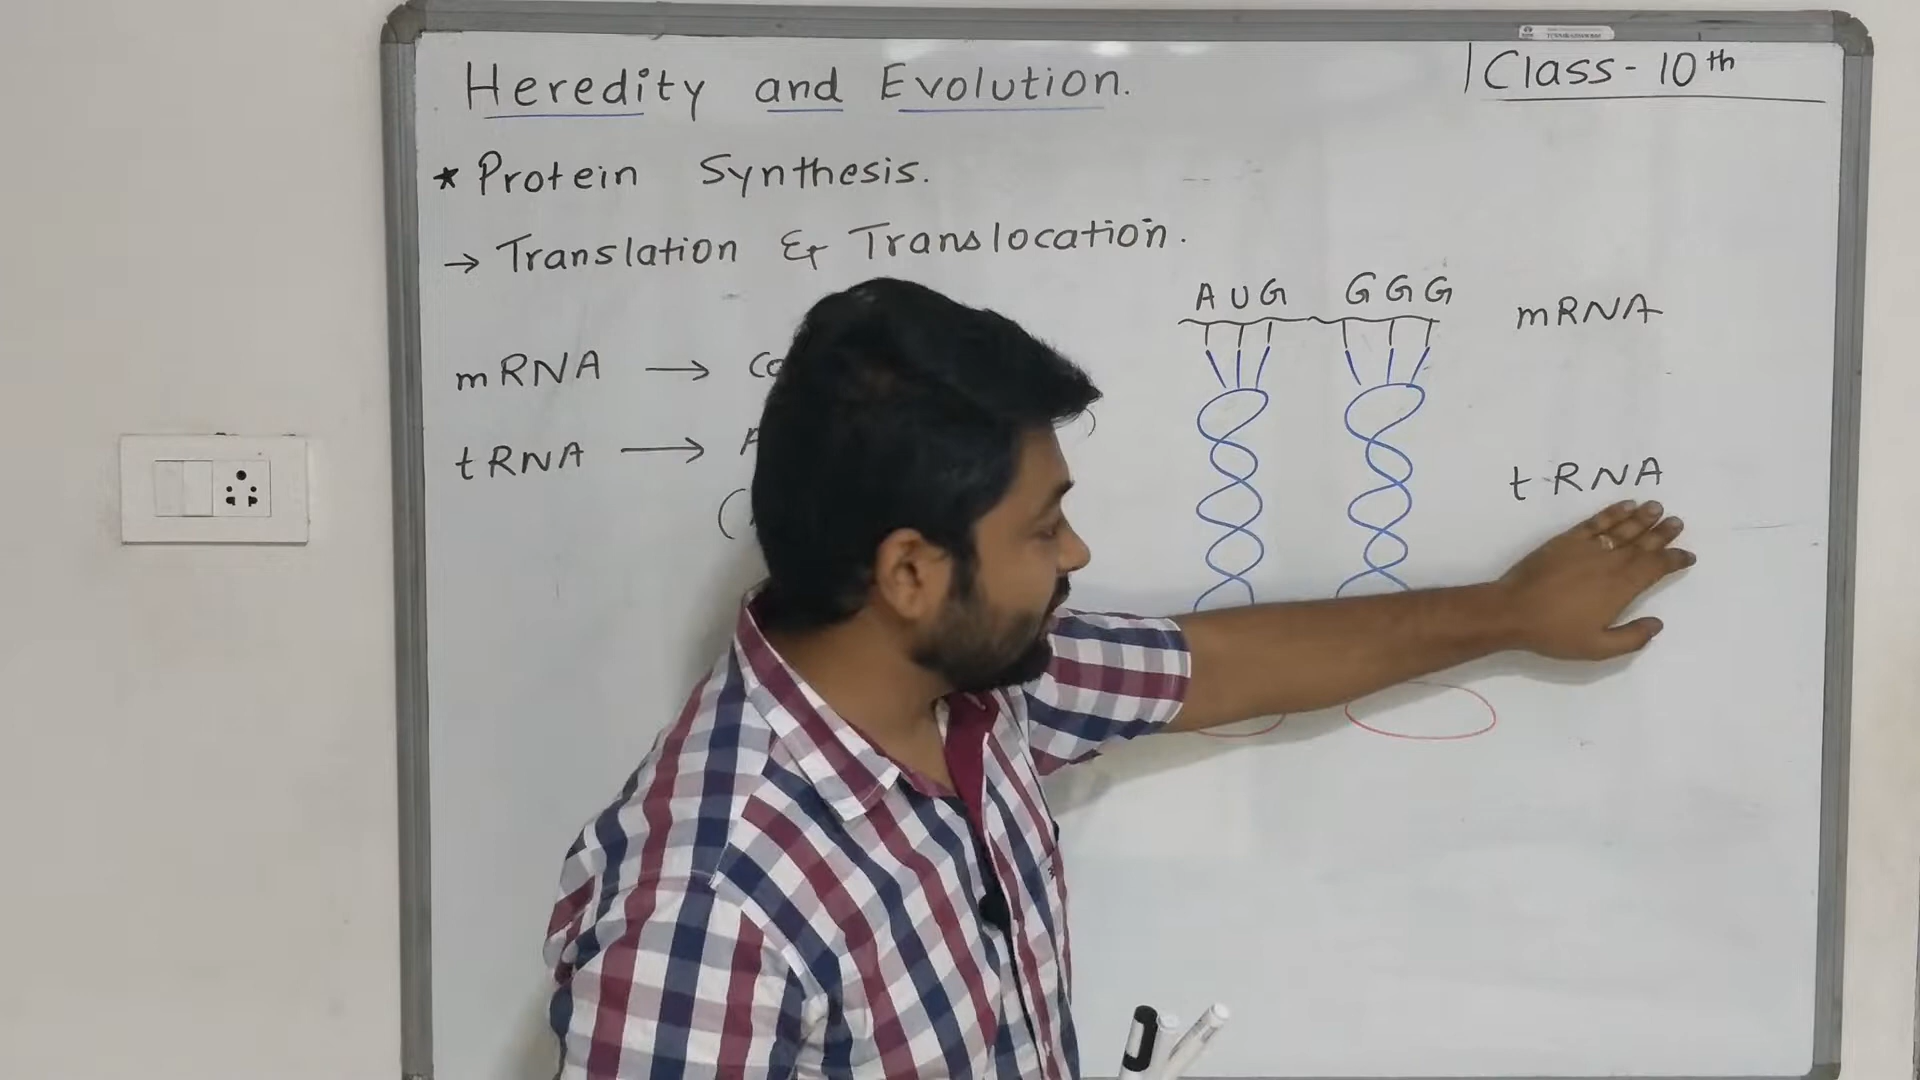 Heredity and Evolution.
Class-10th
* Protein Synthesis.
→ Translation & Translocation.
AUG GGG mRNA
mRNA →
tRNA →
tRNA